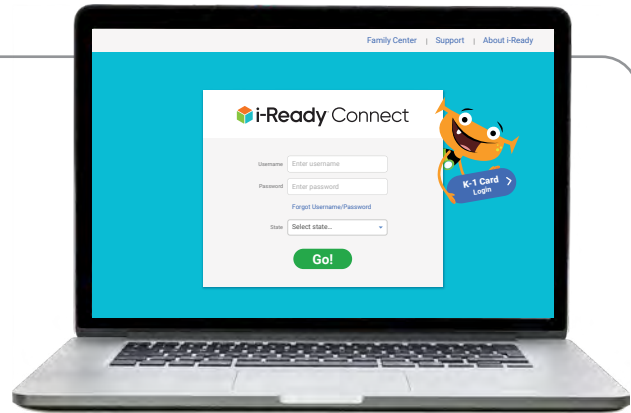 Family Center | Support | About i-Ready
i-Ready Connect
Username Enter username
Password Enter password
Forgot Username/Password
State Select state...
Go!
K-1 Card
Login